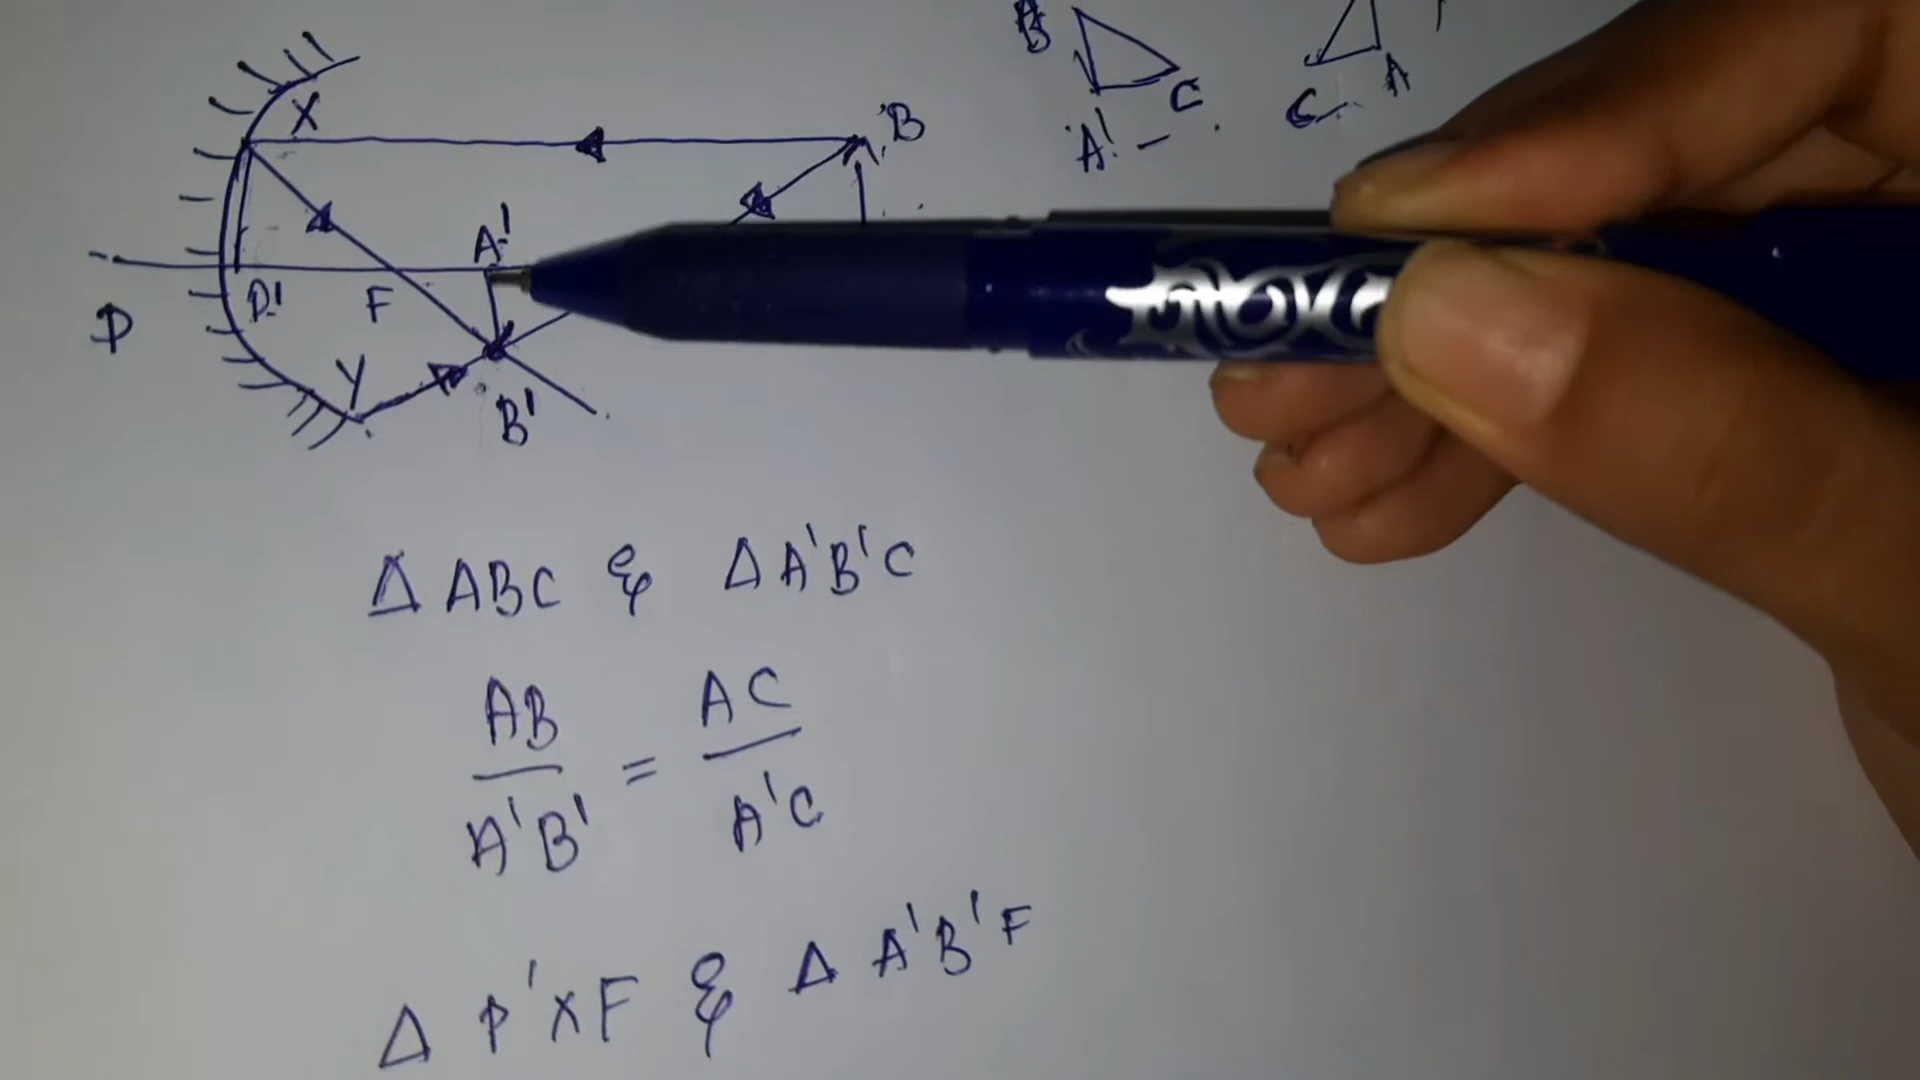 B
C
A'
C
A
X
B
A'
P'
F
P
Y
B'
Δ ABC & Δ A'B'C
AB / A'B' = AC / A'C
Δ P'XF & Δ A'B'F